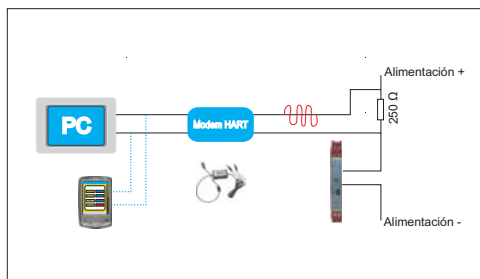 Alimentación +
250 Ω
PC
Modem HART
Alimentación -